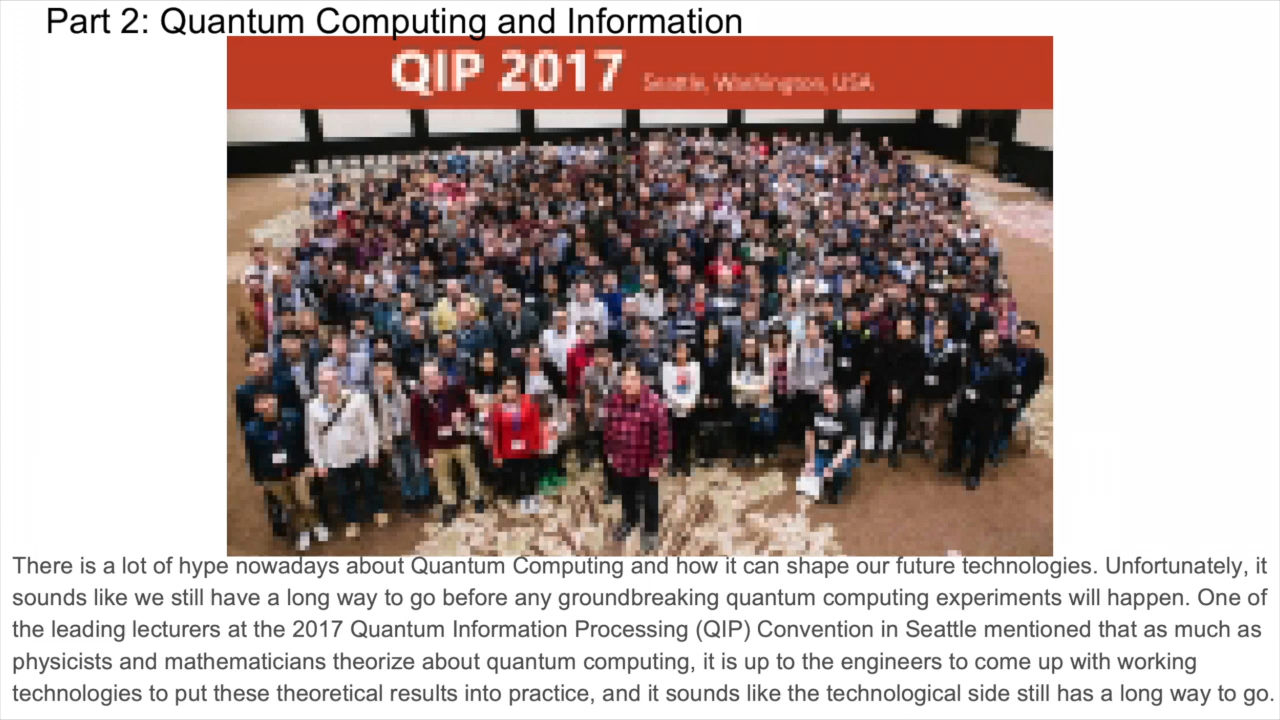 Part 2: Quantum Computing and Information
QIP 2017 Seattle, Washington, USA
There is a lot of hype nowadays about Quantum Computing and how it can shape our future technologies. Unfortunately, it
sounds like we still have a long way to go before any groundbreaking quantum computing experiments will happen. One of
the leading lecturers at the 2017 Quantum Information Processing (QIP) Convention in Seattle mentioned that as much as
physicists and mathematicians theorize about quantum computing, it is up to the engineers to come up with working
technologies to put these theoretical results into practice, and it sounds like the technological side still has a long way to go.